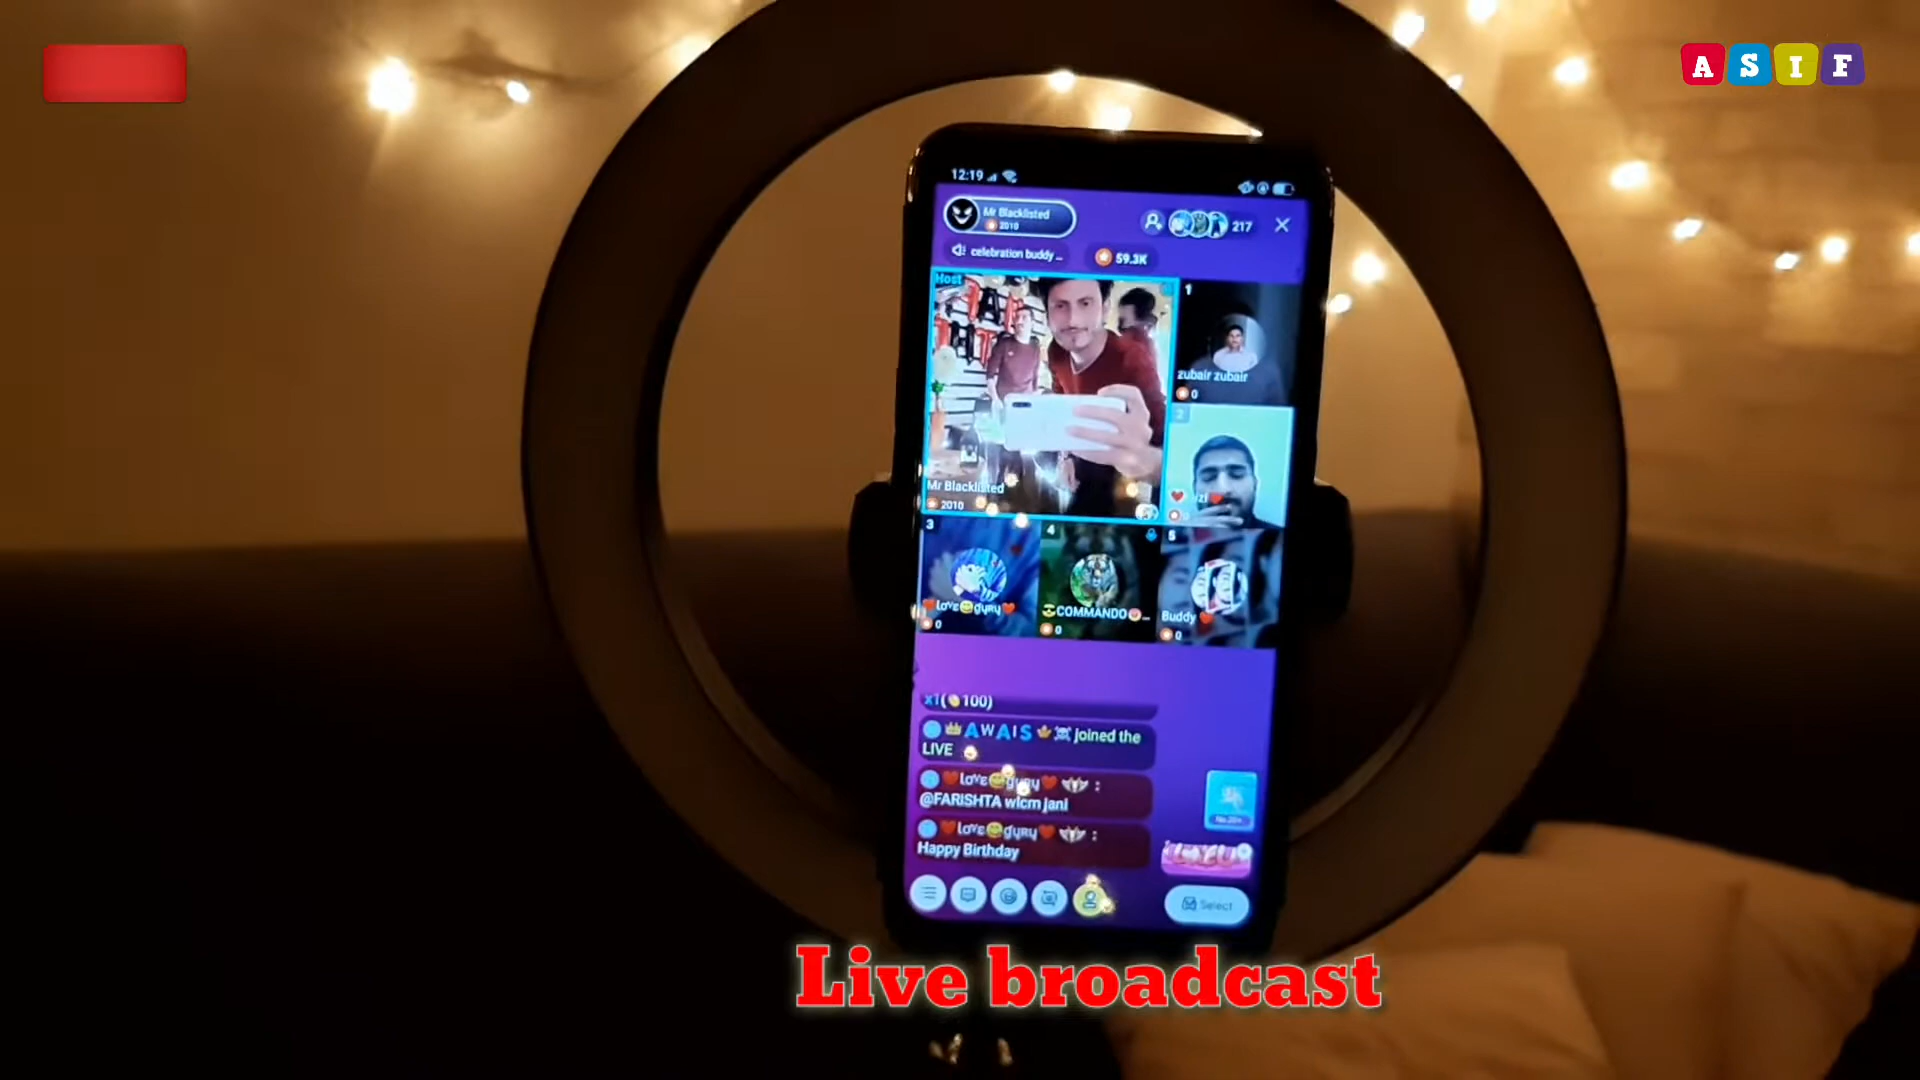 ASIF
12:19
Mr Blacklisted
2010
217
celebration buddy ...
59.3K
Host
1
zubair zubair
0
2
Mr Blacklisted
2010
3
4
5
COMMANDO...
Buddy
0
0
0
x1(100)
AWAIS joined the
LIVE
@FARISHTA wlcm jani
Happy Birthday
Select
Live broadcast